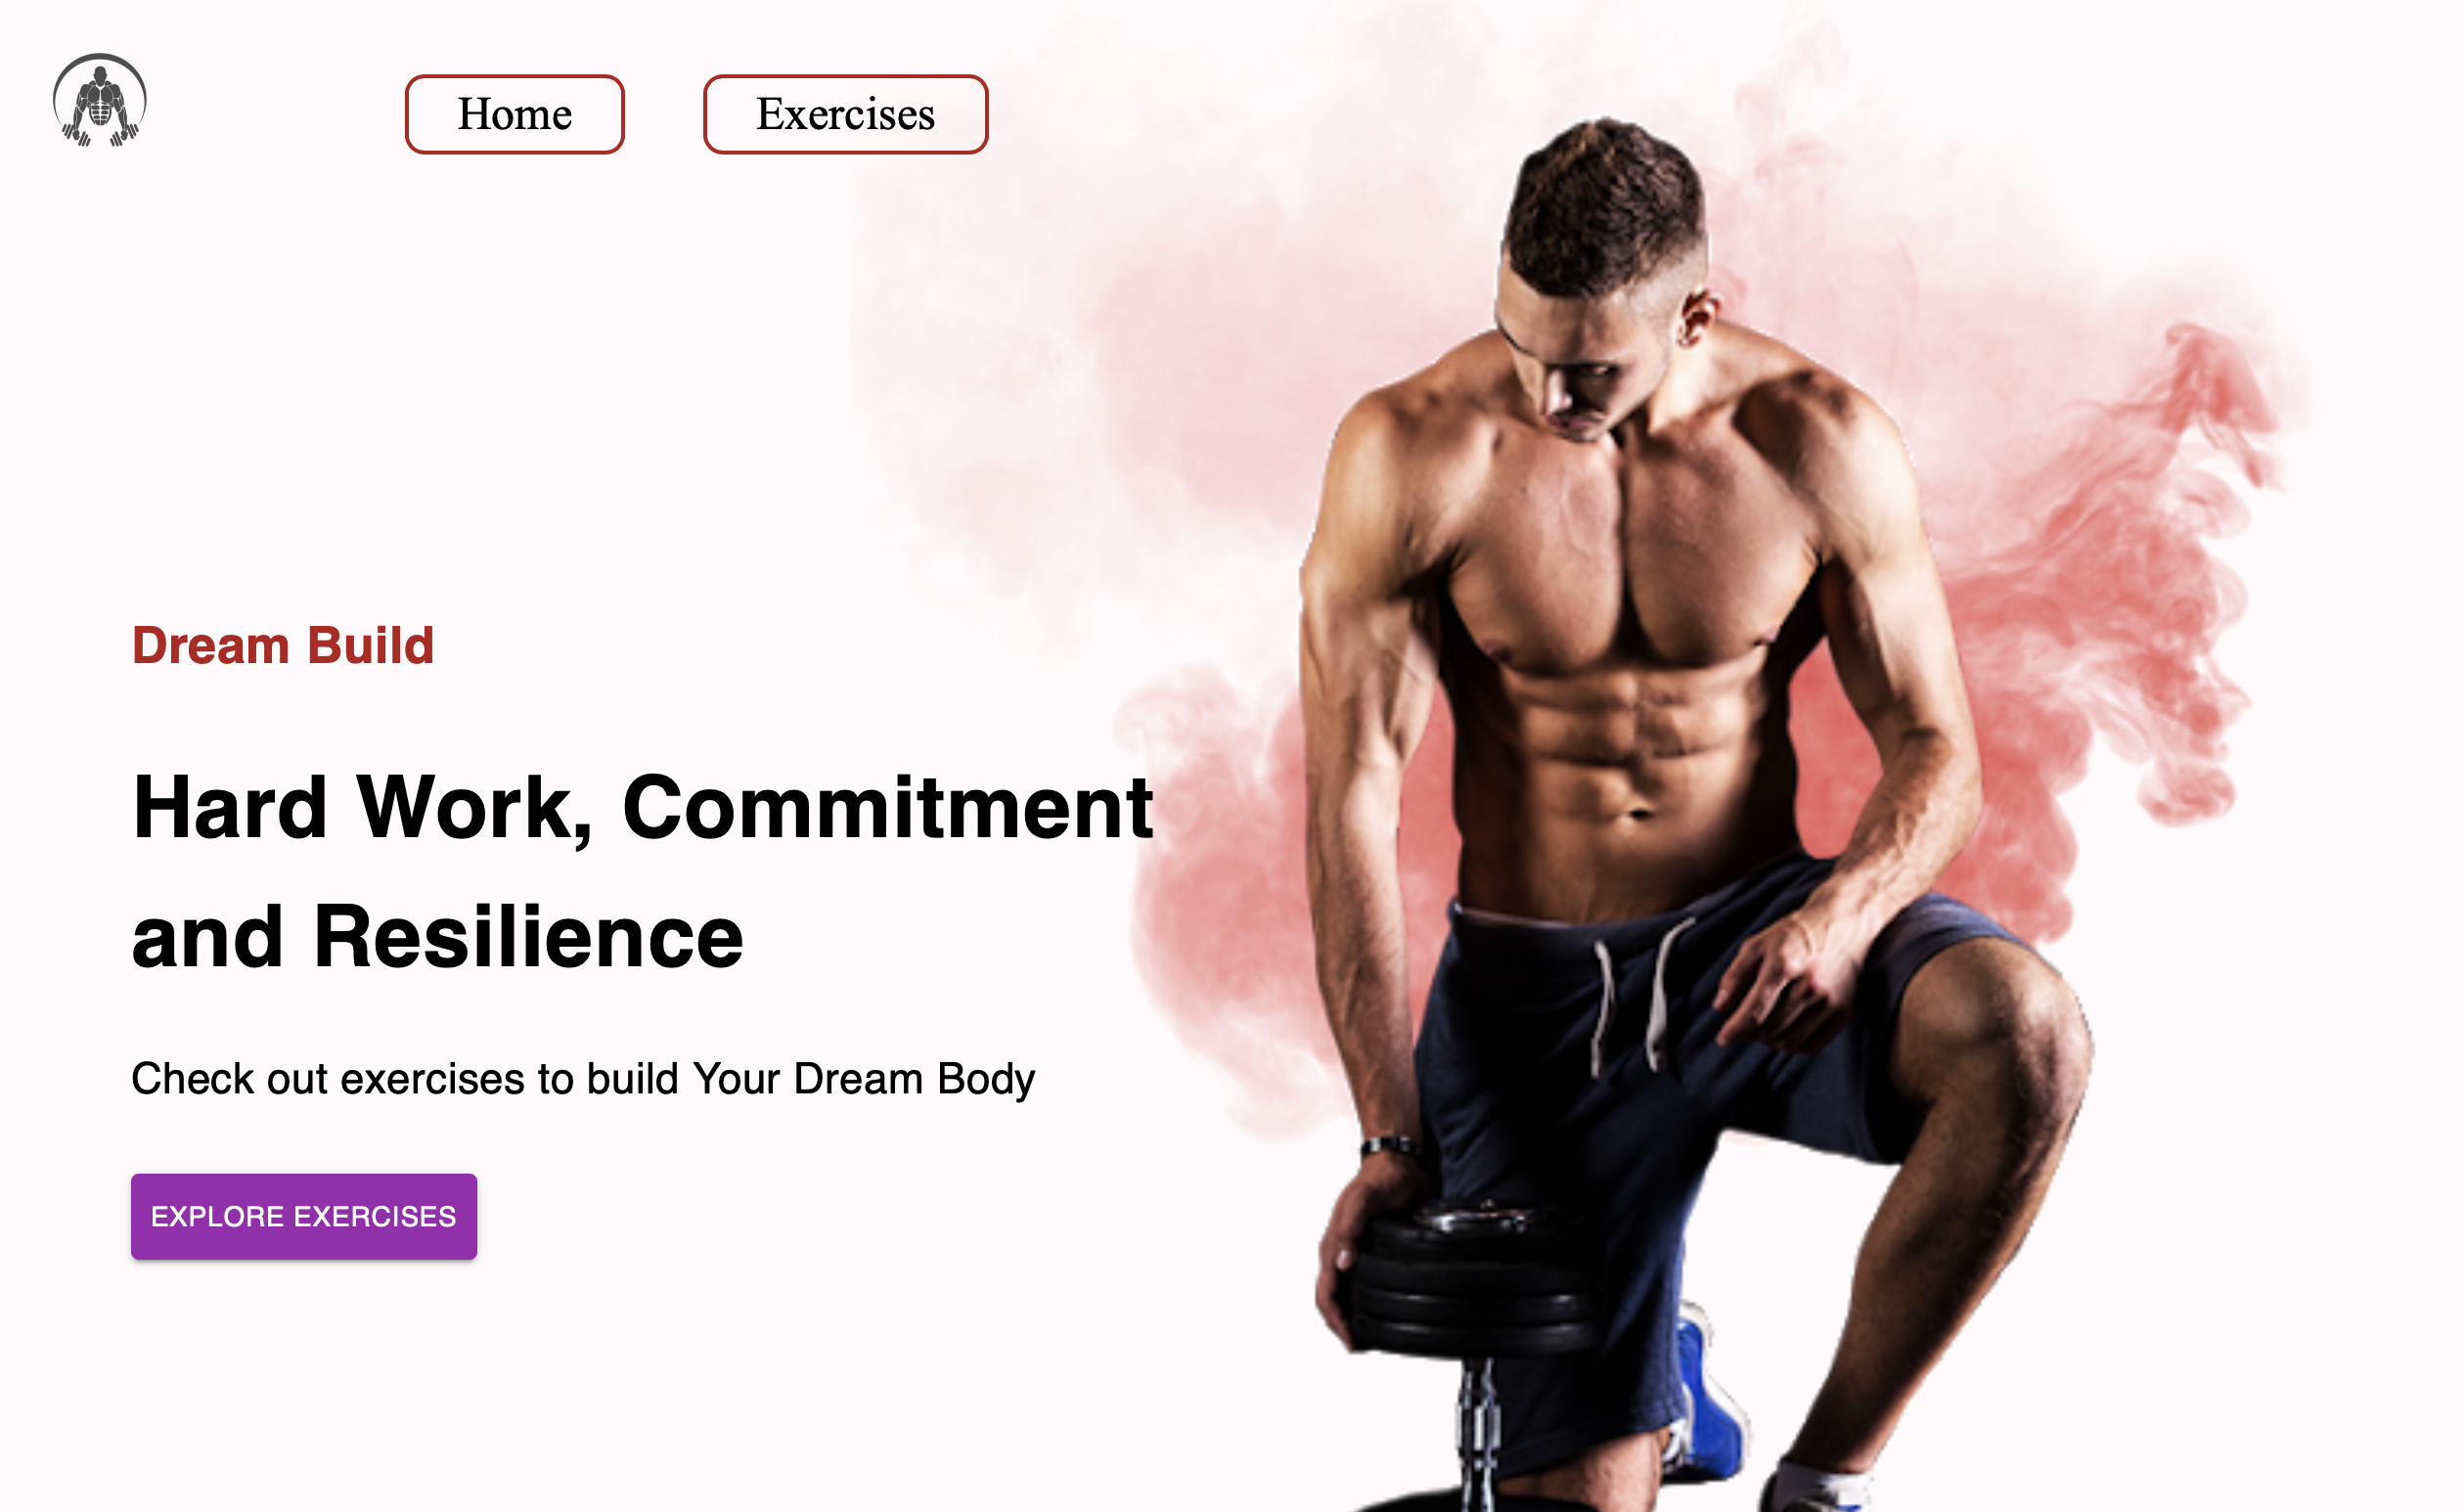 Home
Exercises
Dream Build
Hard Work, Commitment
and Resilience
Check out exercises to build Your Dream Body
EXPLORE EXERCISES